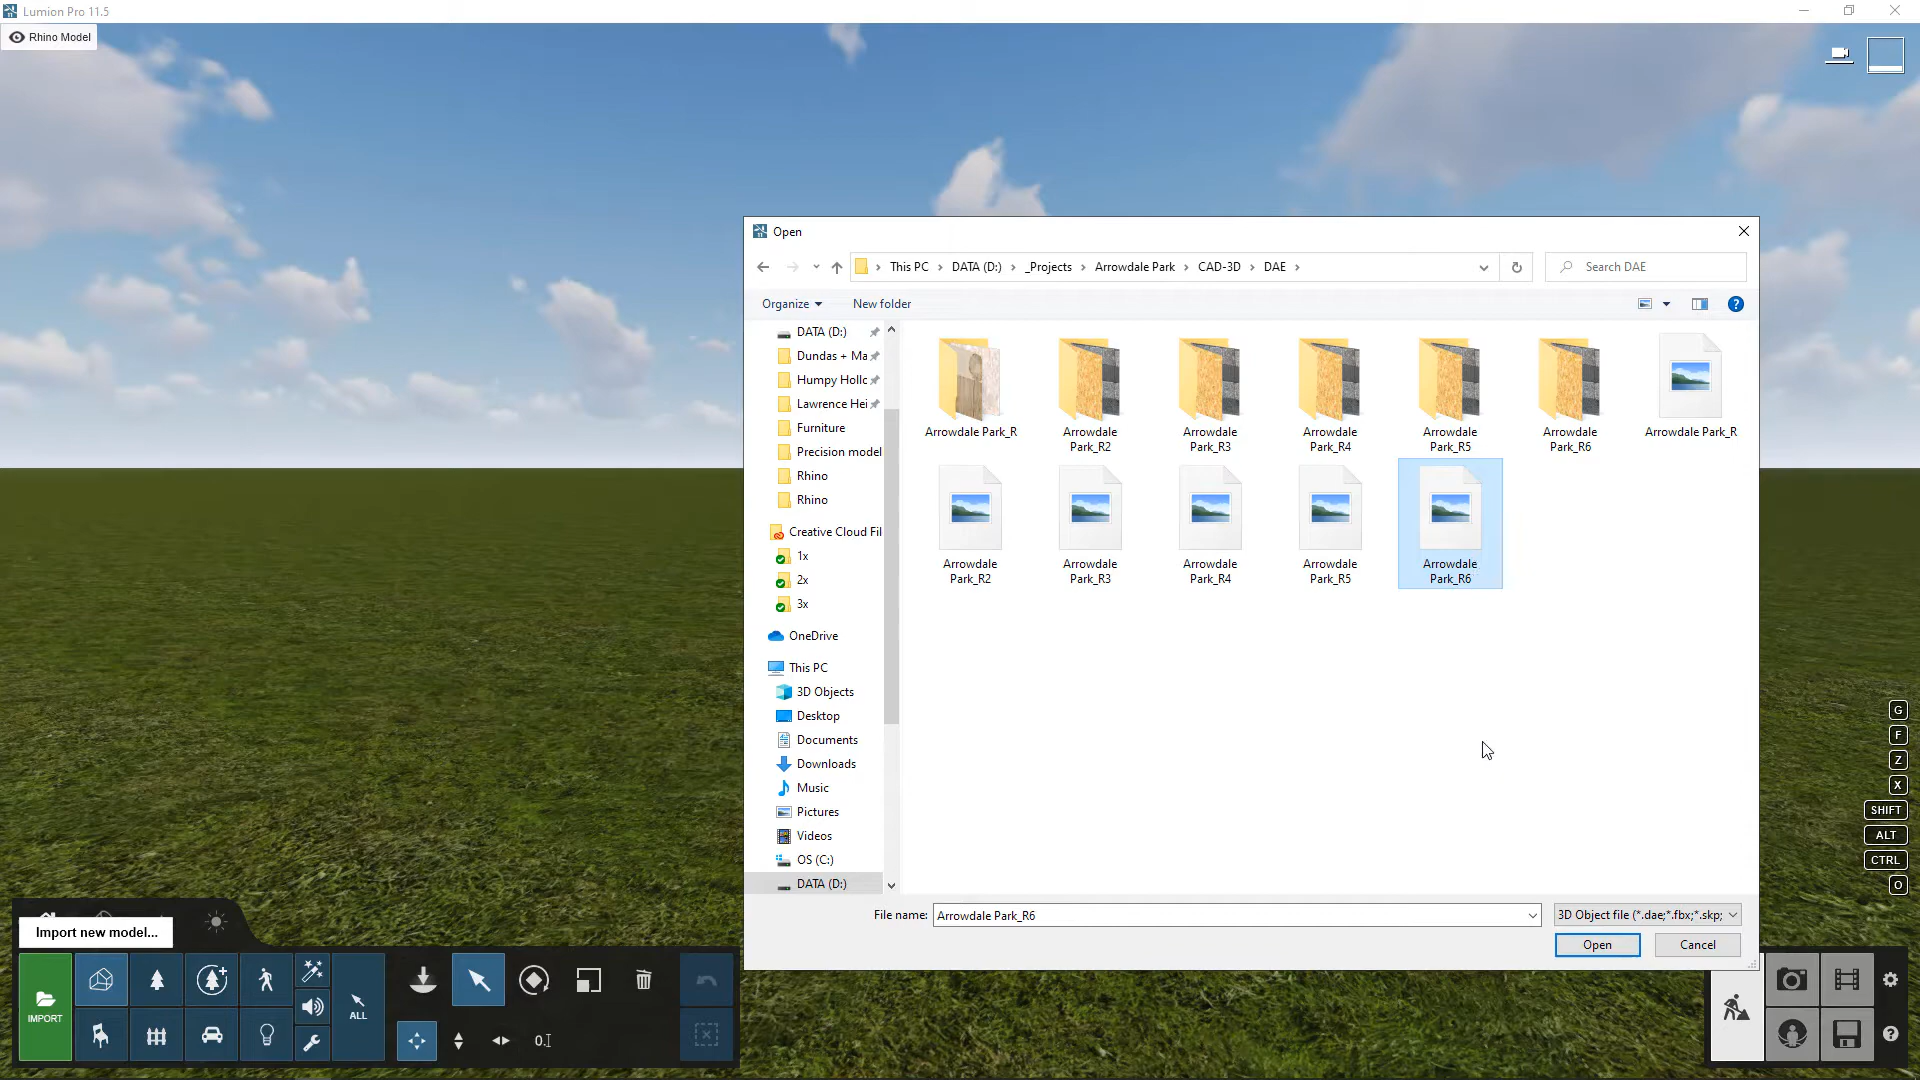 Lumion Pro 11.5
Rhino Model
Open
This PC > DATA (D:) > _Projects > Arrowdale Park > CAD-3D > DAE >
Search DAE
Organize
New folder
DATA (D:)
Dundas + Ma
Humpy Hollc
Lawrence Hei
Furniture
Precision model
Rhino
Rhino
Creative Cloud Fil
1x
2x
3x
OneDrive
This PC
3D Objects
Desktop
Documents
Downloads
Music
Pictures
Videos
OS (C:)
DATA (D:)
Arrowdale Park_R
Arrowdale Park_R2
Arrowdale Park_R3
Arrowdale Park_R4
Arrowdale Park_R5
Arrowdale Park_R6
Arrowdale Park_R
Arrowdale Park_R2
Arrowdale Park_R3
Arrowdale Park_R4
Arrowdale Park_R5
Arrowdale Park_R6
File name:
Arrowdale Park_R6
3D Object file (*.dae;*.fbx;*.skp;
Open
Cancel
G
F
Z
X
SHIFT
ALT
CTRL
O
Import new model...
IMPORT
ALL